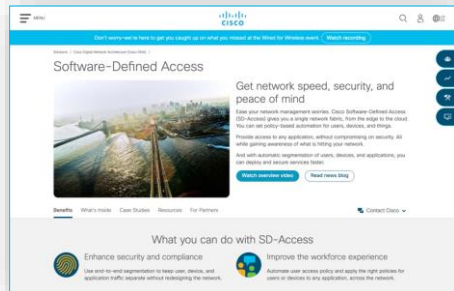 MENU
CISCO
Don't worry–we're here to get you caught up on what you missed at the Wired for Wireless event.
Watch recording
Solutions / Cisco Digital Network Architecture (Cisco DNA) /
Software-Defined Access
Get network speed, security, and
peace of mind
Ease your network management worries. Cisco Software-Defined Access
(SD-Access) gives you a single network fabric, from the edge to the cloud.
You can set policy-based automation for users, devices, and things.
Provide access to any application, without compromising on security. All
while gaining awareness of what is hitting your network.
And with automatic segmentation of users, devices, and applications, you
can deploy and secure services faster.
Watch overview video Read news blog
Benefits What's Inside Case Studies Resources For Partners Contact Cisco
What you can do with SD-Access
Enhance security and compliance
Use end-to-end segmentation to keep user, device, and
application traffic separate without redesigning the network.
Improve the workforce experience
Automate user access policy and apply the right policies for
users or devices to any application, across the network.